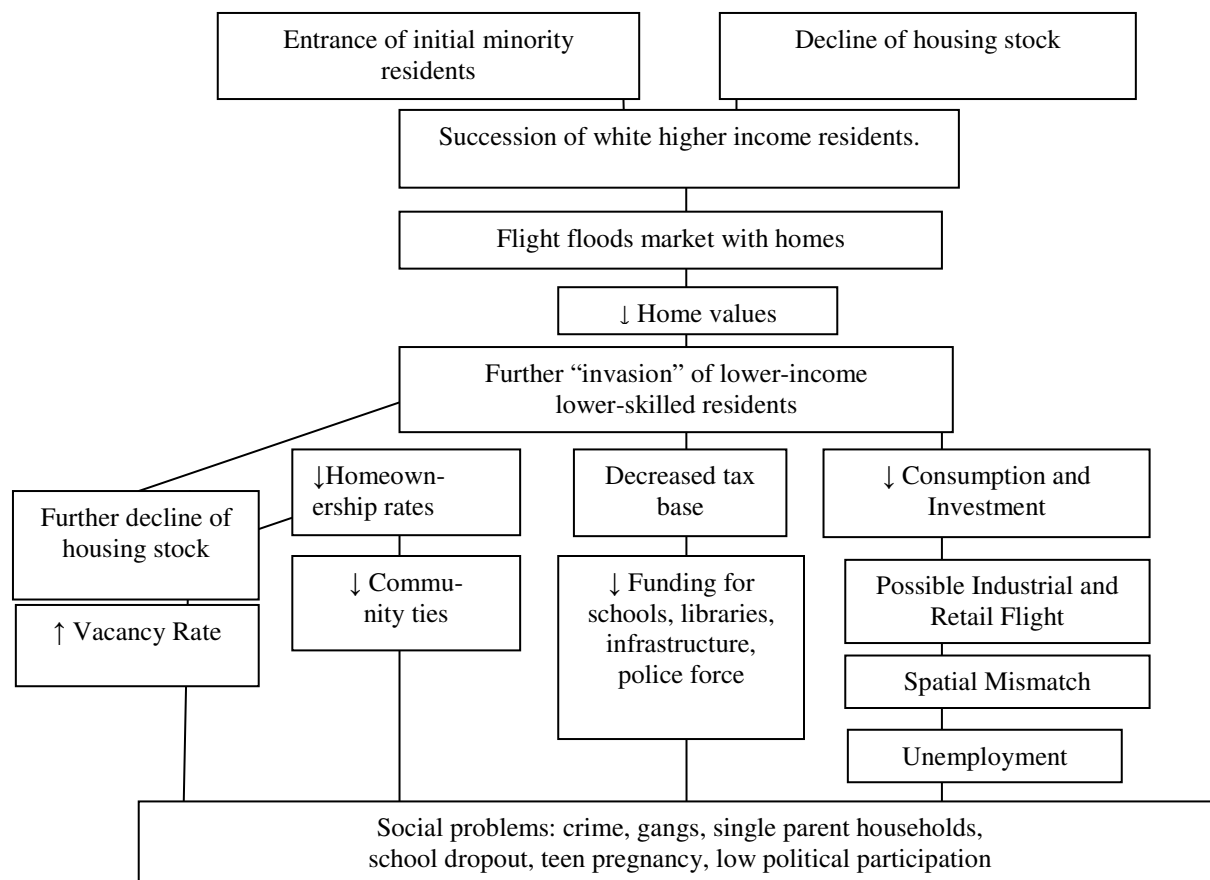 Entrance of initial minority
residents
Decline of housing stock
Succession of white higher income residents.
Flight floods market with homes
↓ Home values
Further “invasion” of lower-income
lower-skilled residents
Further decline of
housing stock
↑ Vacancy Rate
↓Homeown-
ership rates
↓ Commu-
nity ties
Decreased tax
base
↓ Funding for
schools, libraries,
infrastructure,
police force
↓ Consumption and
Investment
Possible Industrial and
Retail Flight
Spatial Mismatch
Unemployment
Social problems: crime, gangs, single parent households,
school dropout, teen pregnancy, low political participation